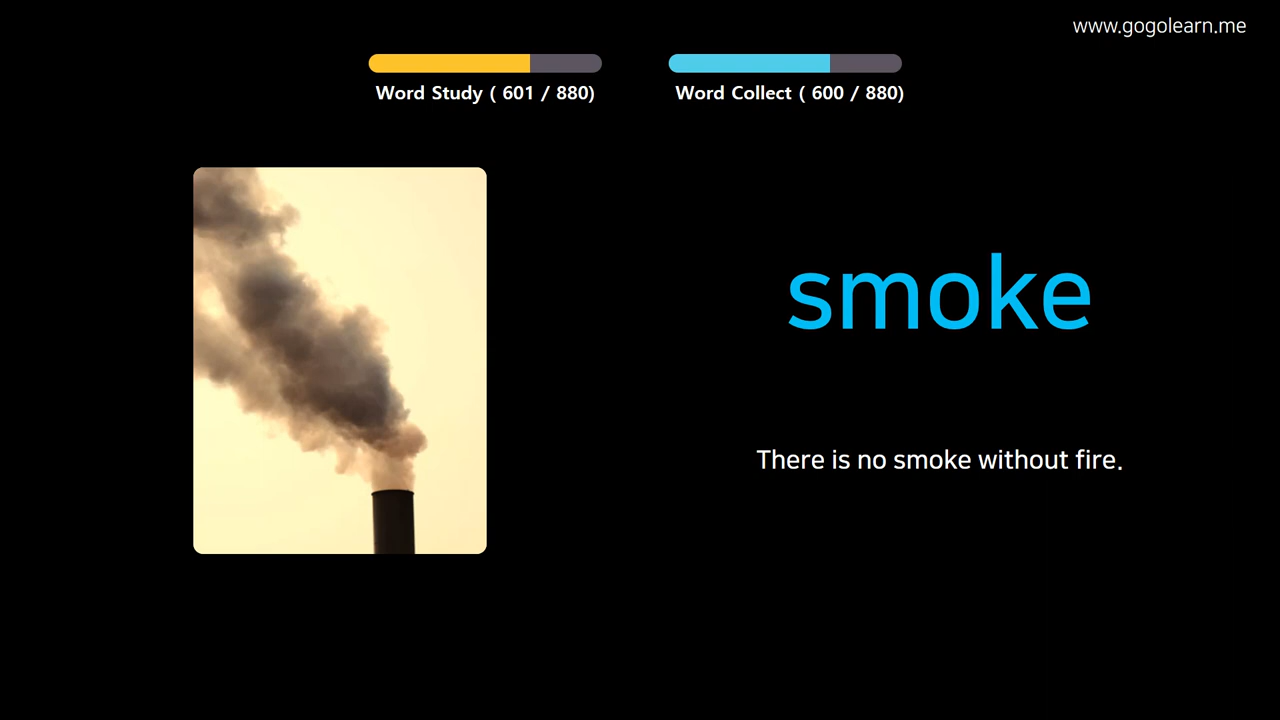 www.gogolearn.me
Word Study ( 601 / 880)
Word Collect ( 600 / 880)
smoke
There is no smoke without fire.